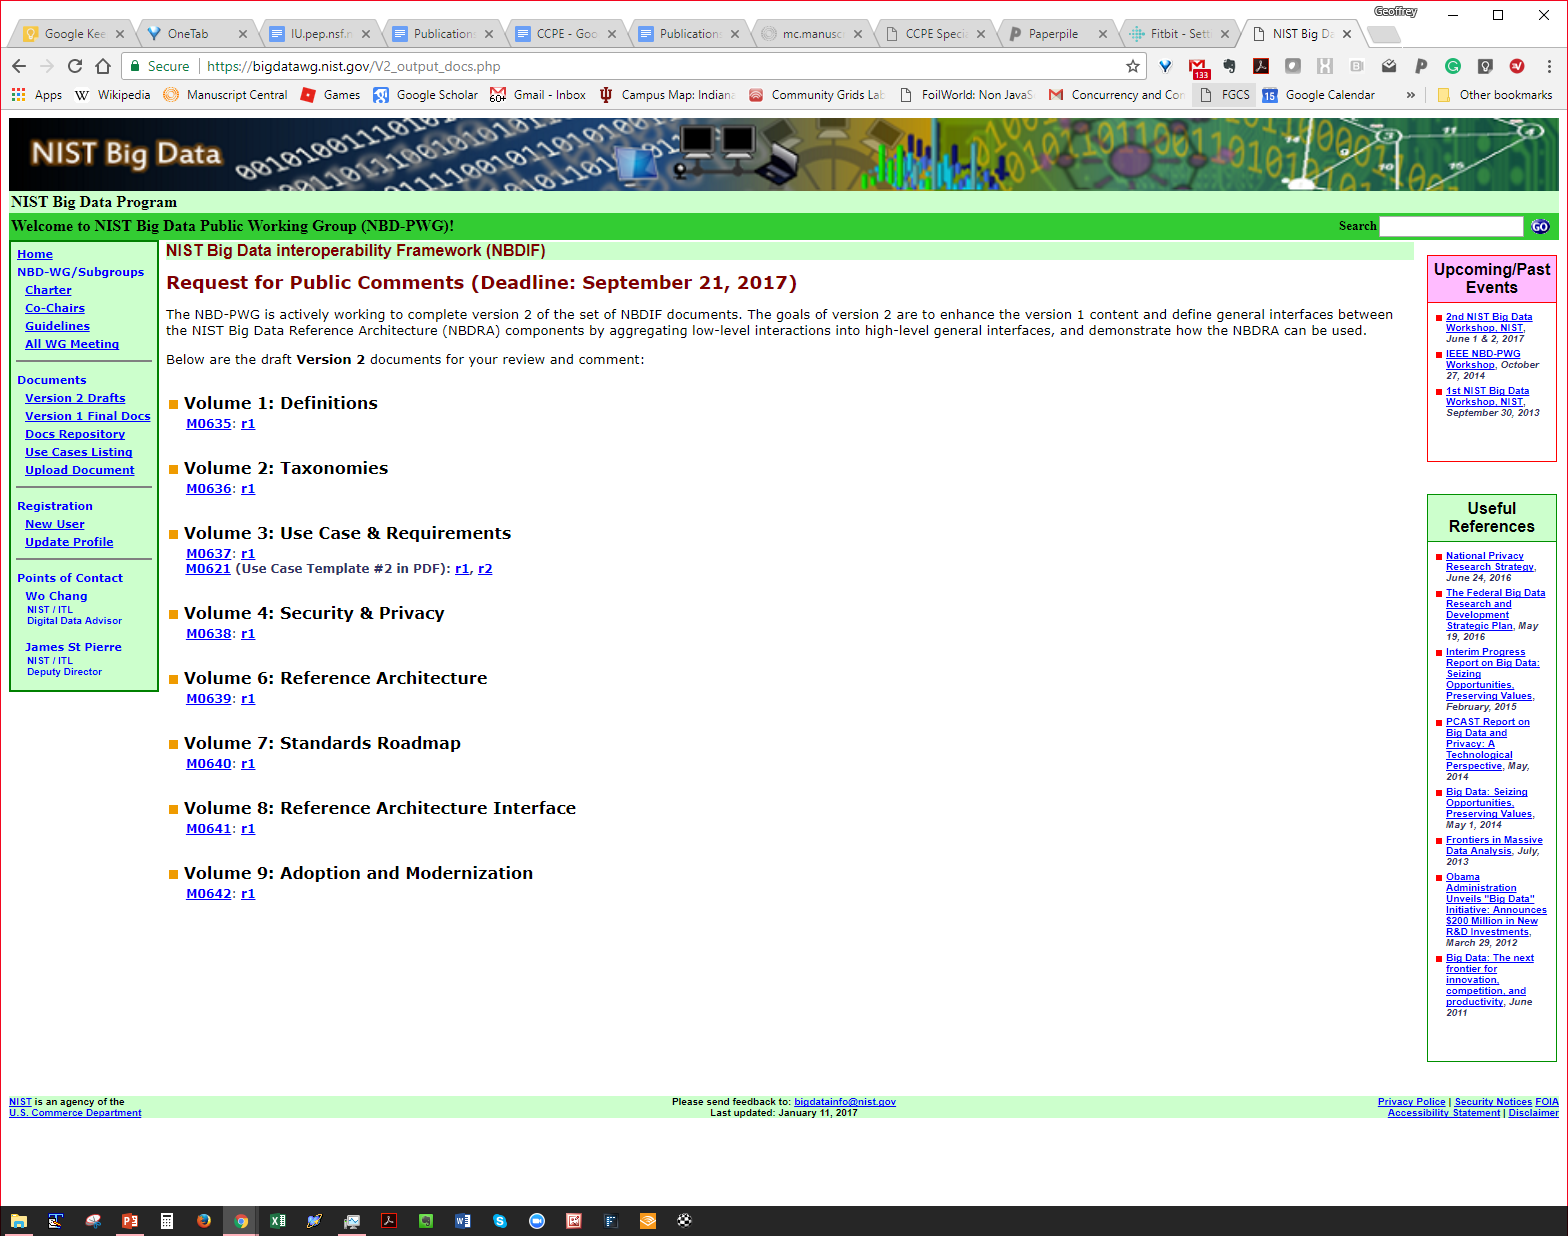 Geoffrey
Google Kee
OneTab
IU.pep.nsf.n
Publications
CCPE - Goo
Publications
mc.manusc
CCPE Speci
Paperpile
Fitbit - Sett
NIST Big Da
Secure
https://bigdatawg.nist.gov/V2_output_docs.php
133
Apps
Wikipedia
Manuscript Central
Games
Google Scholar
60+
Gmail - Inbox
Campus Map: Indiana
Community Grids Lab
FoilWorld: Non JavaS
Concurrency and Con
FGCS
15
Google Calendar
»
Other bookmarks
NIST Big Data
NIST Big Data Program
Welcome to NIST Big Data Public Working Group (NBD-PWG)!
Search
GO
Home
NBD-WG/Subgroups
Charter
Co-Chairs
Guidelines
All WG Meeting
Documents
Version 2 Drafts
Version 1 Final Docs
Docs Repository
Use Cases Listing
Upload Document
Registration
New User
Update Profile
Points of Contact
Wo Chang
NIST / ITL
Digital Data Advisor
James St Pierre
NIST / ITL
Deputy Director
NIST Big Data interoperability Framework (NBDIF)
Request for Public Comments (Deadline: September 21, 2017)
The NBD-PWG is actively working to complete version 2 of the set of NBDIF documents. The goals of version 2 are to enhance the version 1 content and define general interfaces between
the NIST Big Data Reference Architecture (NBDRA) components by aggregating low-level interactions into high-level general interfaces, and demonstrate how the NBDRA can be used.
Below are the draft Version 2 documents for your review and comment:
Volume 1: Definitions
M0635: r1
Volume 2: Taxonomies
M0636: r1
Volume 3: Use Case & Requirements
M0637: r1
M0621 (Use Case Template #2 in PDF): r1, r2
Volume 4: Security & Privacy
M0638: r1
Volume 6: Reference Architecture
M0639: r1
Volume 7: Standards Roadmap
M0640: r1
Volume 8: Reference Architecture Interface
M0641: r1
Volume 9: Adoption and Modernization
M0642: r1
Upcoming/Past
Events
2nd NIST Big Data
Workshop, NIST,
June 1 & 2, 2017
IEEE NBD-PWG
Workshop, October
27, 2014
1st NIST Big Data
Workshop, NIST,
September 30, 2013
Useful
References
National Privacy
Research Strategy,
June 24, 2016
The Federal Big Data
Research and
Development
Strategic Plan, May
19, 2016
Interim Progress
Report on Big Data:
Seizing
Opportunities,
Preserving Values,
February, 2015
PCAST Report on
Big Data and
Privacy: A
Technological
Perspective, May,
2014
Big Data: Seizing
Opportunities,
Preserving Values,
May 1, 2014
Frontiers in Massive
Data Analysis, July,
2013
Obama
Administration
Unveils "Big Data"
Initiative: Announces
$200 Million in New
R&D Investments,
March 29, 2012
Big Data: The next
frontier for
innovation,
competition, and
productivity, June
2011
NIST is an agency of the
U.S. Commerce Department
Please send feedback to: bigdatainfo@nist.gov
Last updated: January 11, 2017
Privacy Police | Security Notices FOIA
Accessibility Statement | Disclaimer